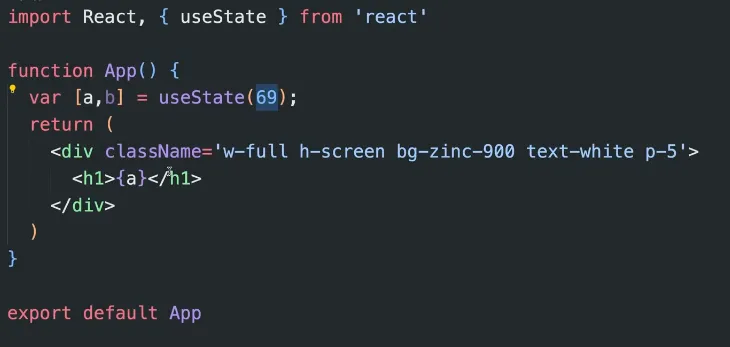 import React, { useState } from 'react'
function App() {
var [a,b] = useState(69);
return (
<div className='w-full h-screen bg-zinc-900 text-white p-5'>
<h1>{a}</h1>
</div>
)
}
export default App